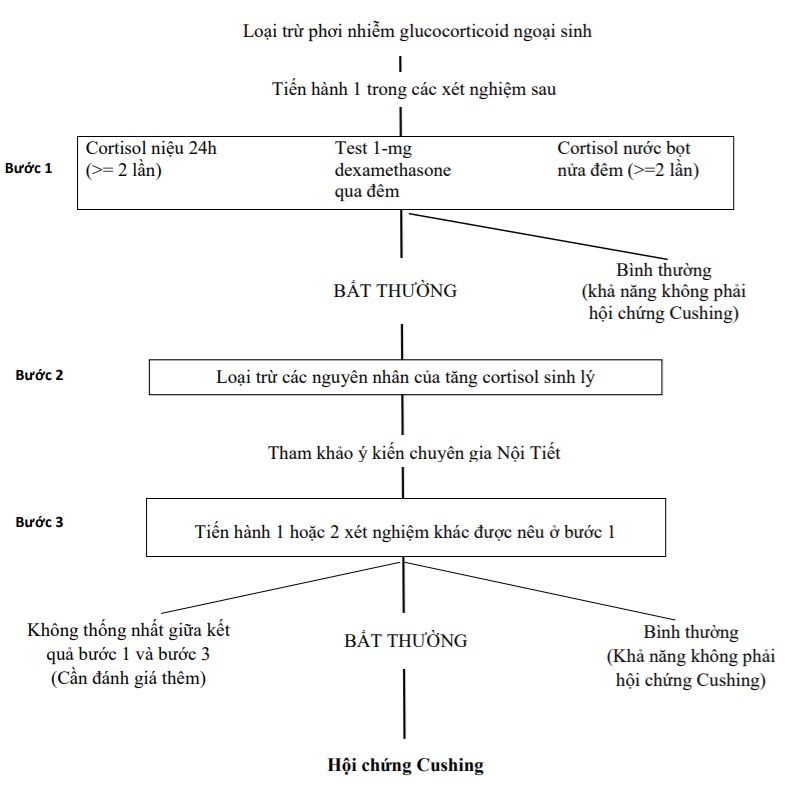 Loại trừ phơi nhiễm glucocorticoid ngoại sinh
Tiến hành 1 trong các xét nghiệm sau
Bước 1
Cortisol niệu 24h
(>= 2 lần)
Test 1-mg
dexamethasone
qua đêm
Cortisol nước bọt
nửa đêm (>=2 lần)
BẤT THƯỜNG
Bình thường
(khả năng không phải
hội chứng Cushing)
Bước 2
Loại trừ các nguyên nhân của tăng cortisol sinh lý
Tham khảo ý kiến chuyên gia Nội Tiết
Bước 3
Tiến hành 1 hoặc 2 xét nghiệm khác được nêu ở bước 1
Không thống nhất giữa kết
quả bước 1 và bước 3
(Cần đánh giá thêm)
BẤT THƯỜNG
Bình thường
(Khả năng không phải
hội chứng Cushing)
Hội chứng Cushing